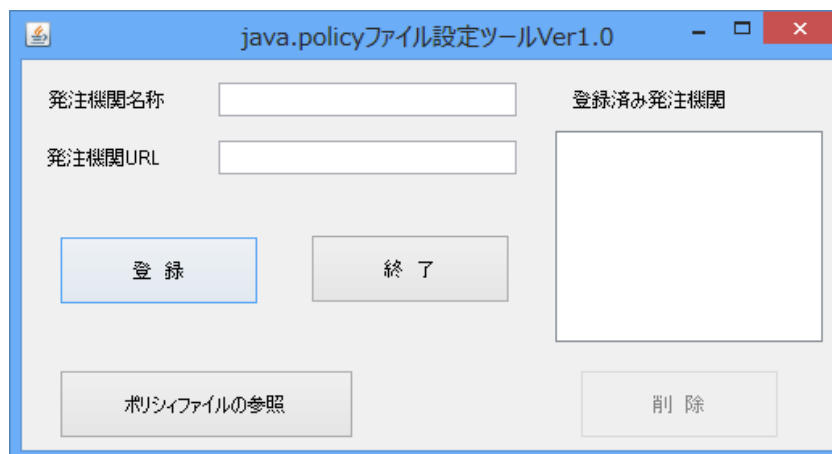 java.policyファイル設定ツールVer1.0
発注機関名称
登録済み発注機関
発注機関URL
登 録
終 了
ポリシィファイルの参照
削 除